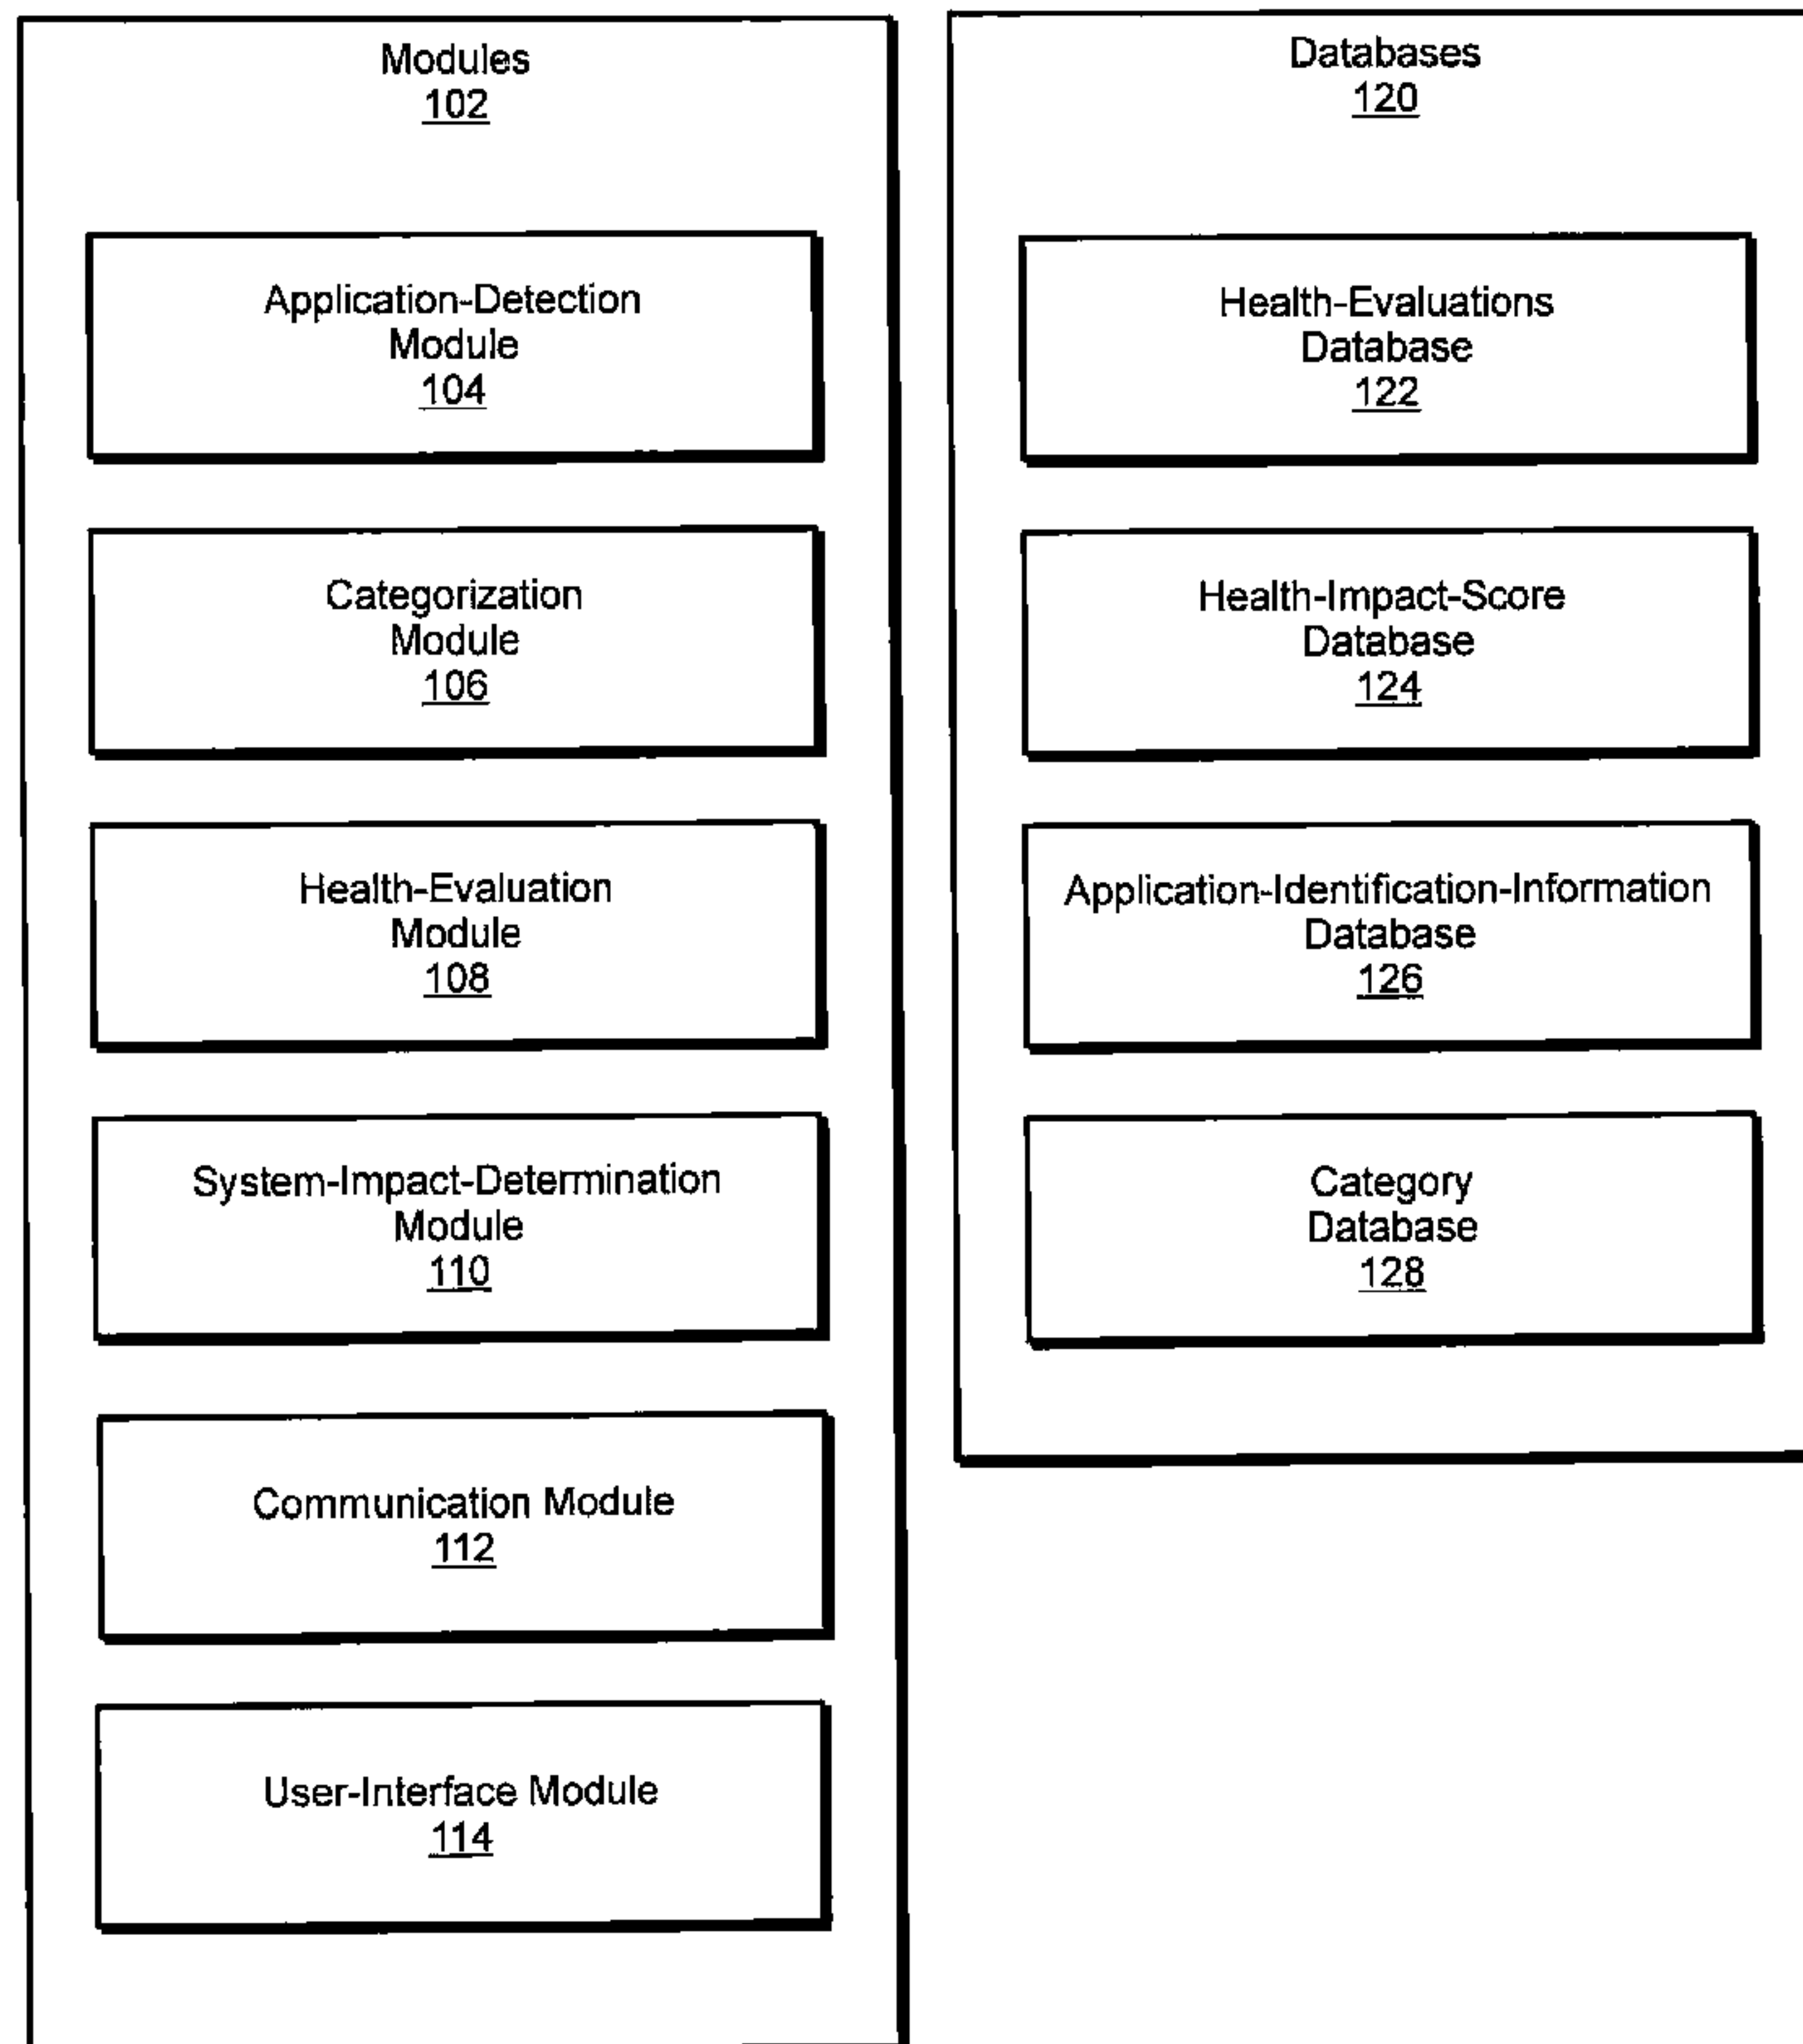 Modules
102
Application-Detection
Module
104
Categorization
Module
106
Health-Evaluation
Module
108
System-Impact-Determination
Module
110
Communication Module
112
User-Interface Module
114
Databases
120
Health-Evaluations
Database
122
Health-Impact-Score
Database
124
Application-Identification-Information
Database
126
Category
Database
128